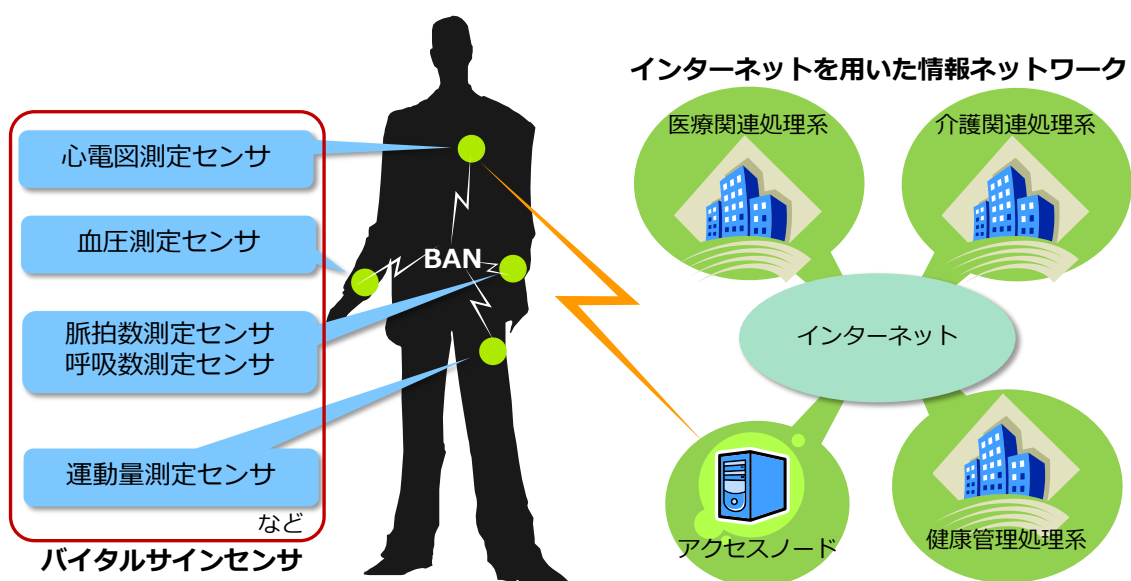 インターネットを用いた情報ネットワーク
医療関連処理系
介護関連処理系
心電図測定センサ
血圧測定センサ
BAN
脈拍数測定センサ
呼吸数測定センサ
インターネット
運動量測定センサ
など
バイタルサインセンサ
アクセスノード
健康管理処理系